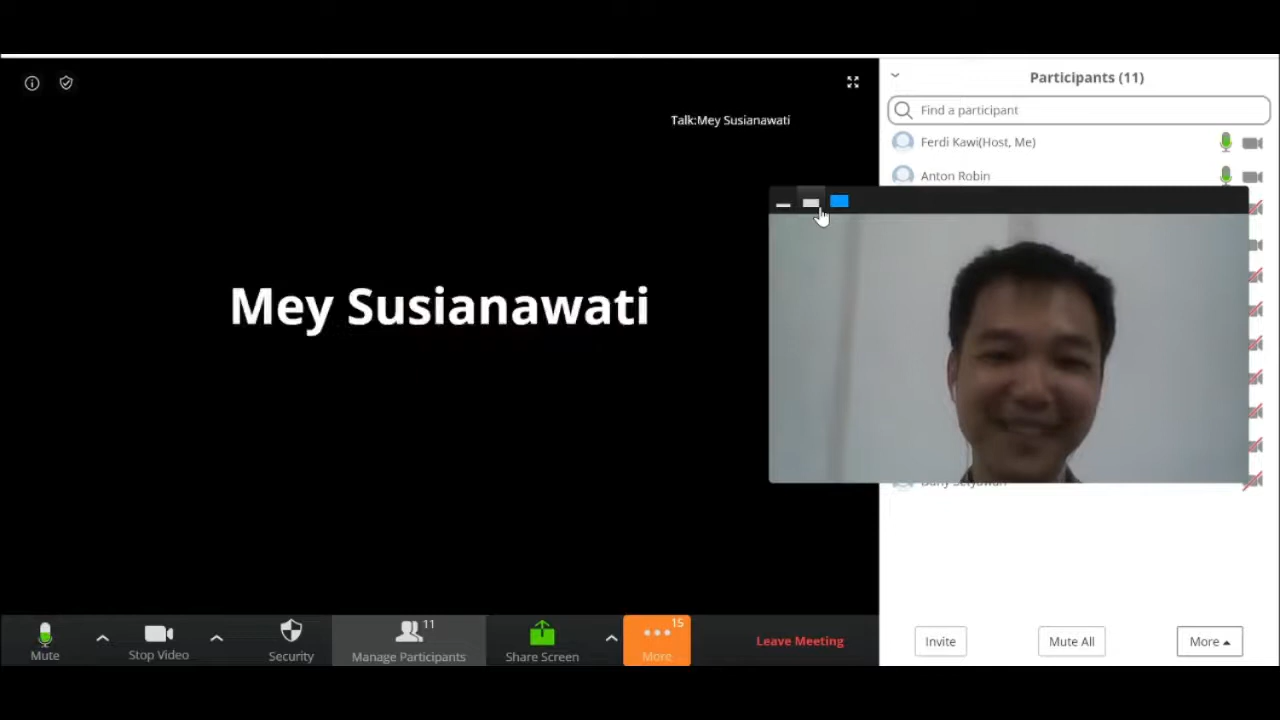 Participants (11)
Find a participant
Talk:Mey Susianawati
Ferdi Kawi(Host, Me)
Anton Robin
Mey Susianawati
Mute
Stop Video
Security
11
Manage Participants
Share Screen
15
More
Leave Meeting
Invite
Mute All
More